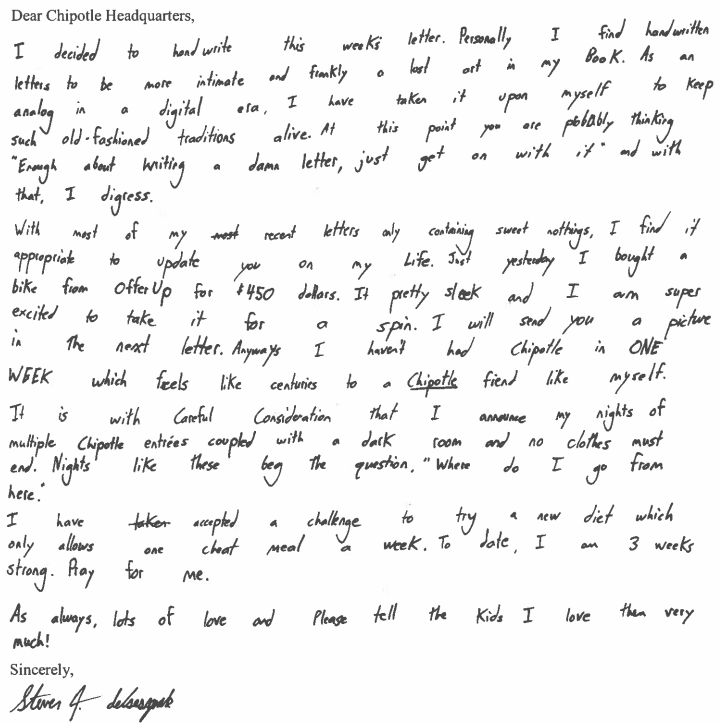 Dear Chipotle Headquarters,
I decided to hand write this week's letter. Personally I find handwritten
letters to be more intimate and frankly a lost art in my Book. As an
analog in a digital era, I have taken it upon myself to keep
such old-fashioned traditions alive. At this point you are pbbably thinking
"Enough about writing a damn letter, just get on with it" and with
that, I digress.
With most of my most recent letters only containing sweet nothings, I find it
appropriate to update you on my Life. Just yesterday I bought a
bike from OfferUp for $450 dollars. It pretty sleek and I am super
excited to take it for a spin. I will send you a picture
in The next letter. Anyways I haven't had Chipotle in ONE
WEEK which feels like centuries to a Chipotle fiend like myself.
It is with Careful Consideration that I announce my nights of
multiple Chipotle entrées coupled with a dark room and no clothes must
end. Nights like these beg The question, "Where do I go from
here."
I have taken accepted a challenge to try a new diet which
only allows one cheat meal a week. To date, I am 3 weeks
strong. Pray for me.
As always, lots of love and Please tell the Kids I love them very
much!
Sincerely,
Steven J.